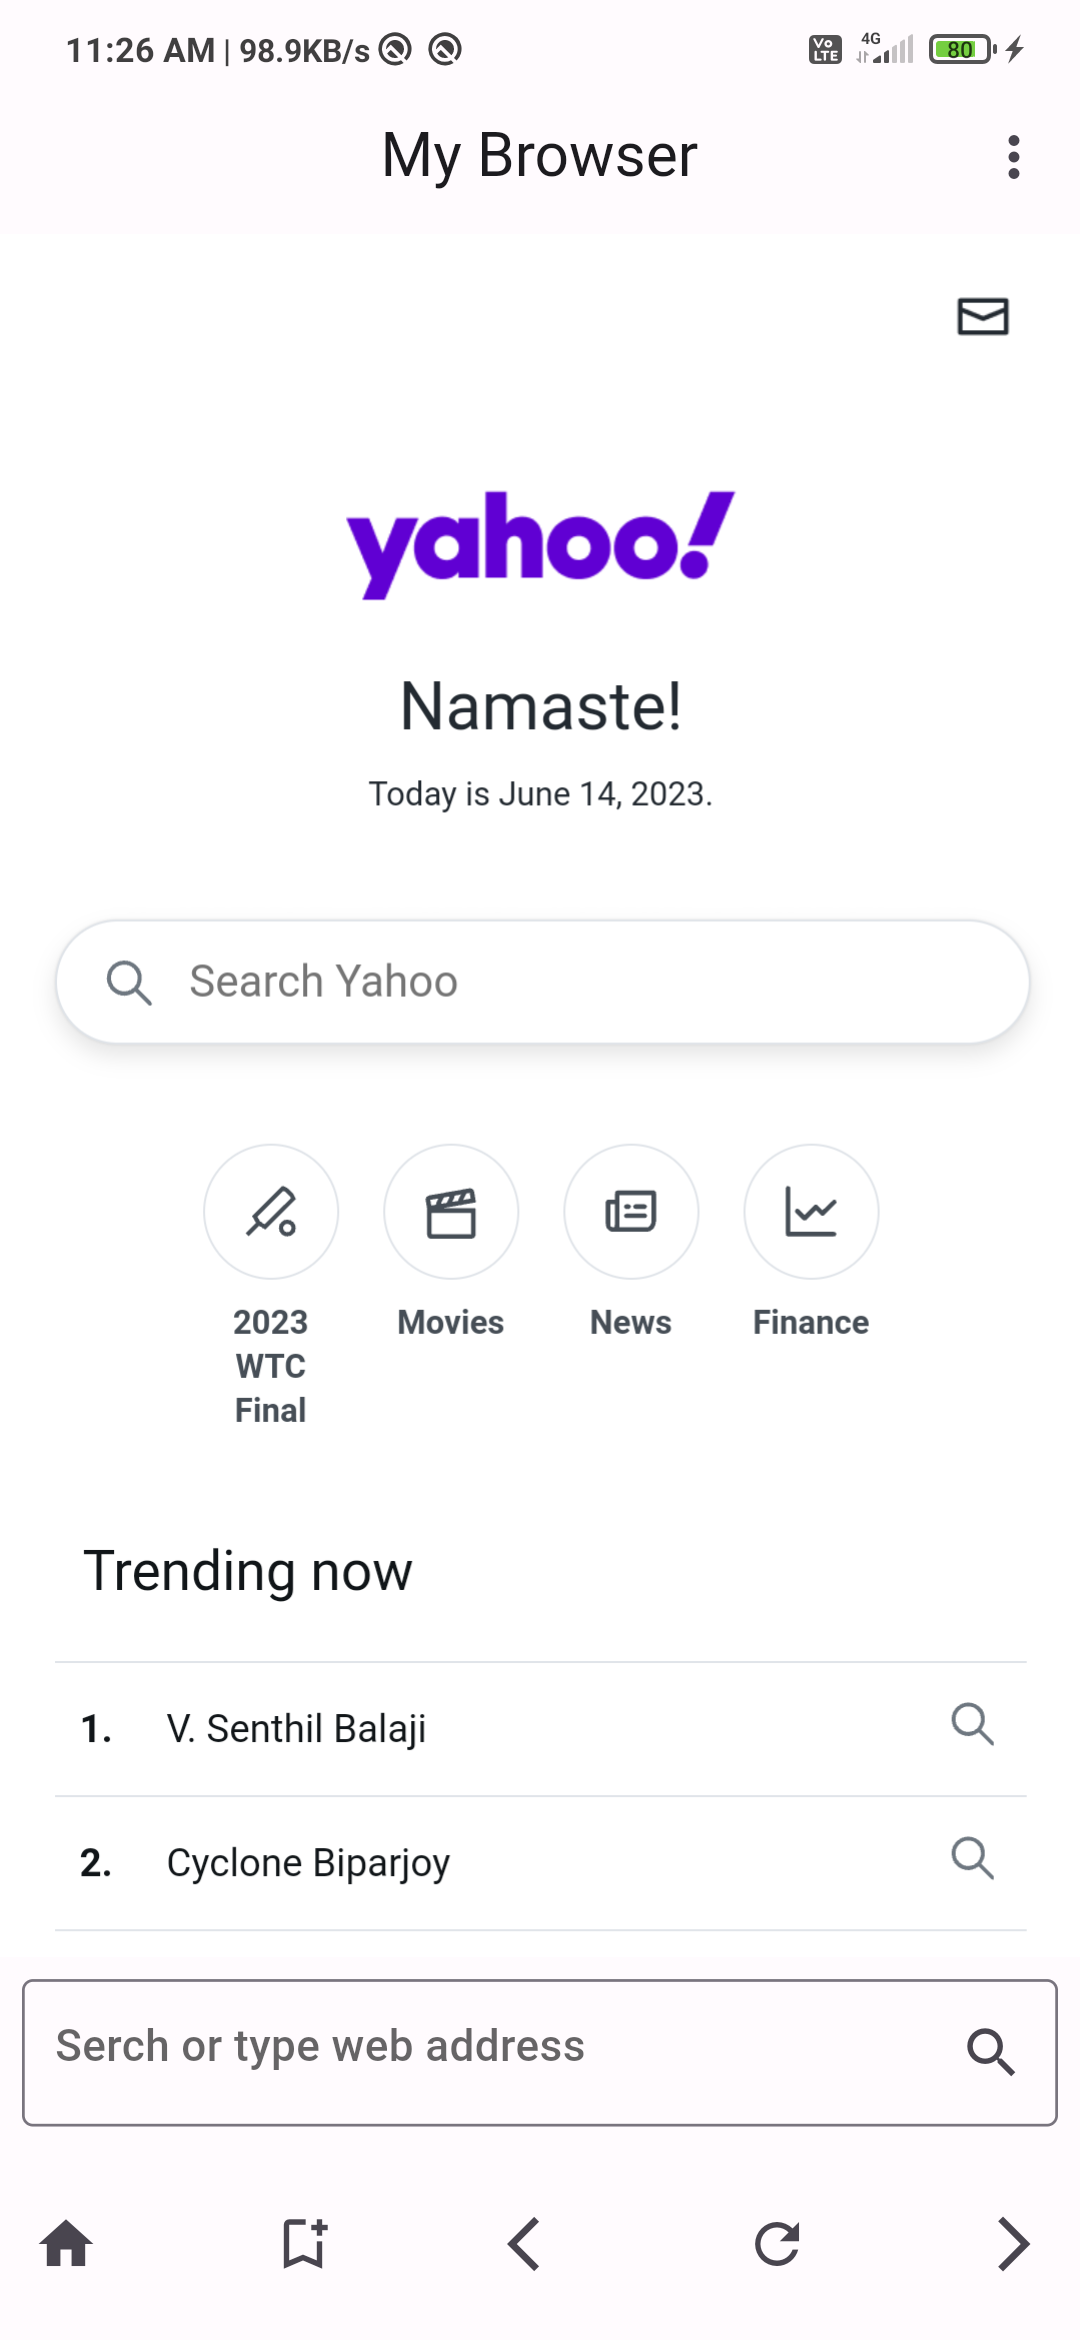 11:26 AM | 98.9KB/s Vo LTE 4G 80
My Browser
yahoo!
Namaste!
Today is June 14, 2023.
Search Yahoo
2023 WTC Final
Movies
News
Finance
Trending now
1. V. Senthil Balaji
2. Cyclone Biparjoy
Serch or type web address